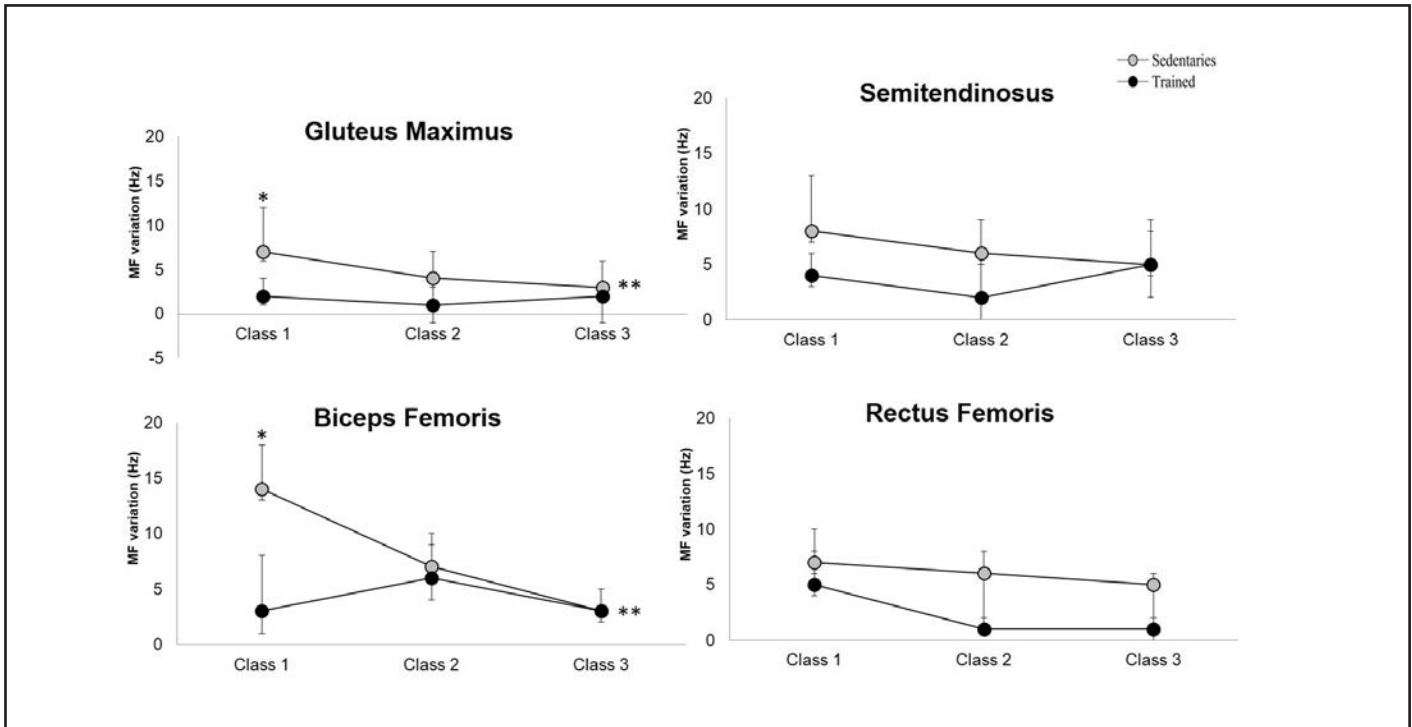 Sedentaries
Trained
Gluteus Maximus
MF variation (Hz)
20
15
10
5
0
-5
*
**
Class 1
Class 2
Class 3
Semitendinosus
MF variation (Hz)
20
15
10
5
0
Class 1
Class 2
Class 3
Biceps Femoris
MF variation (Hz)
20
15
10
5
0
*
**
Class 1
Class 2
Class 3
Rectus Femoris
MF variation (Hz)
20
15
10
5
0
Class 1
Class 2
Class 3